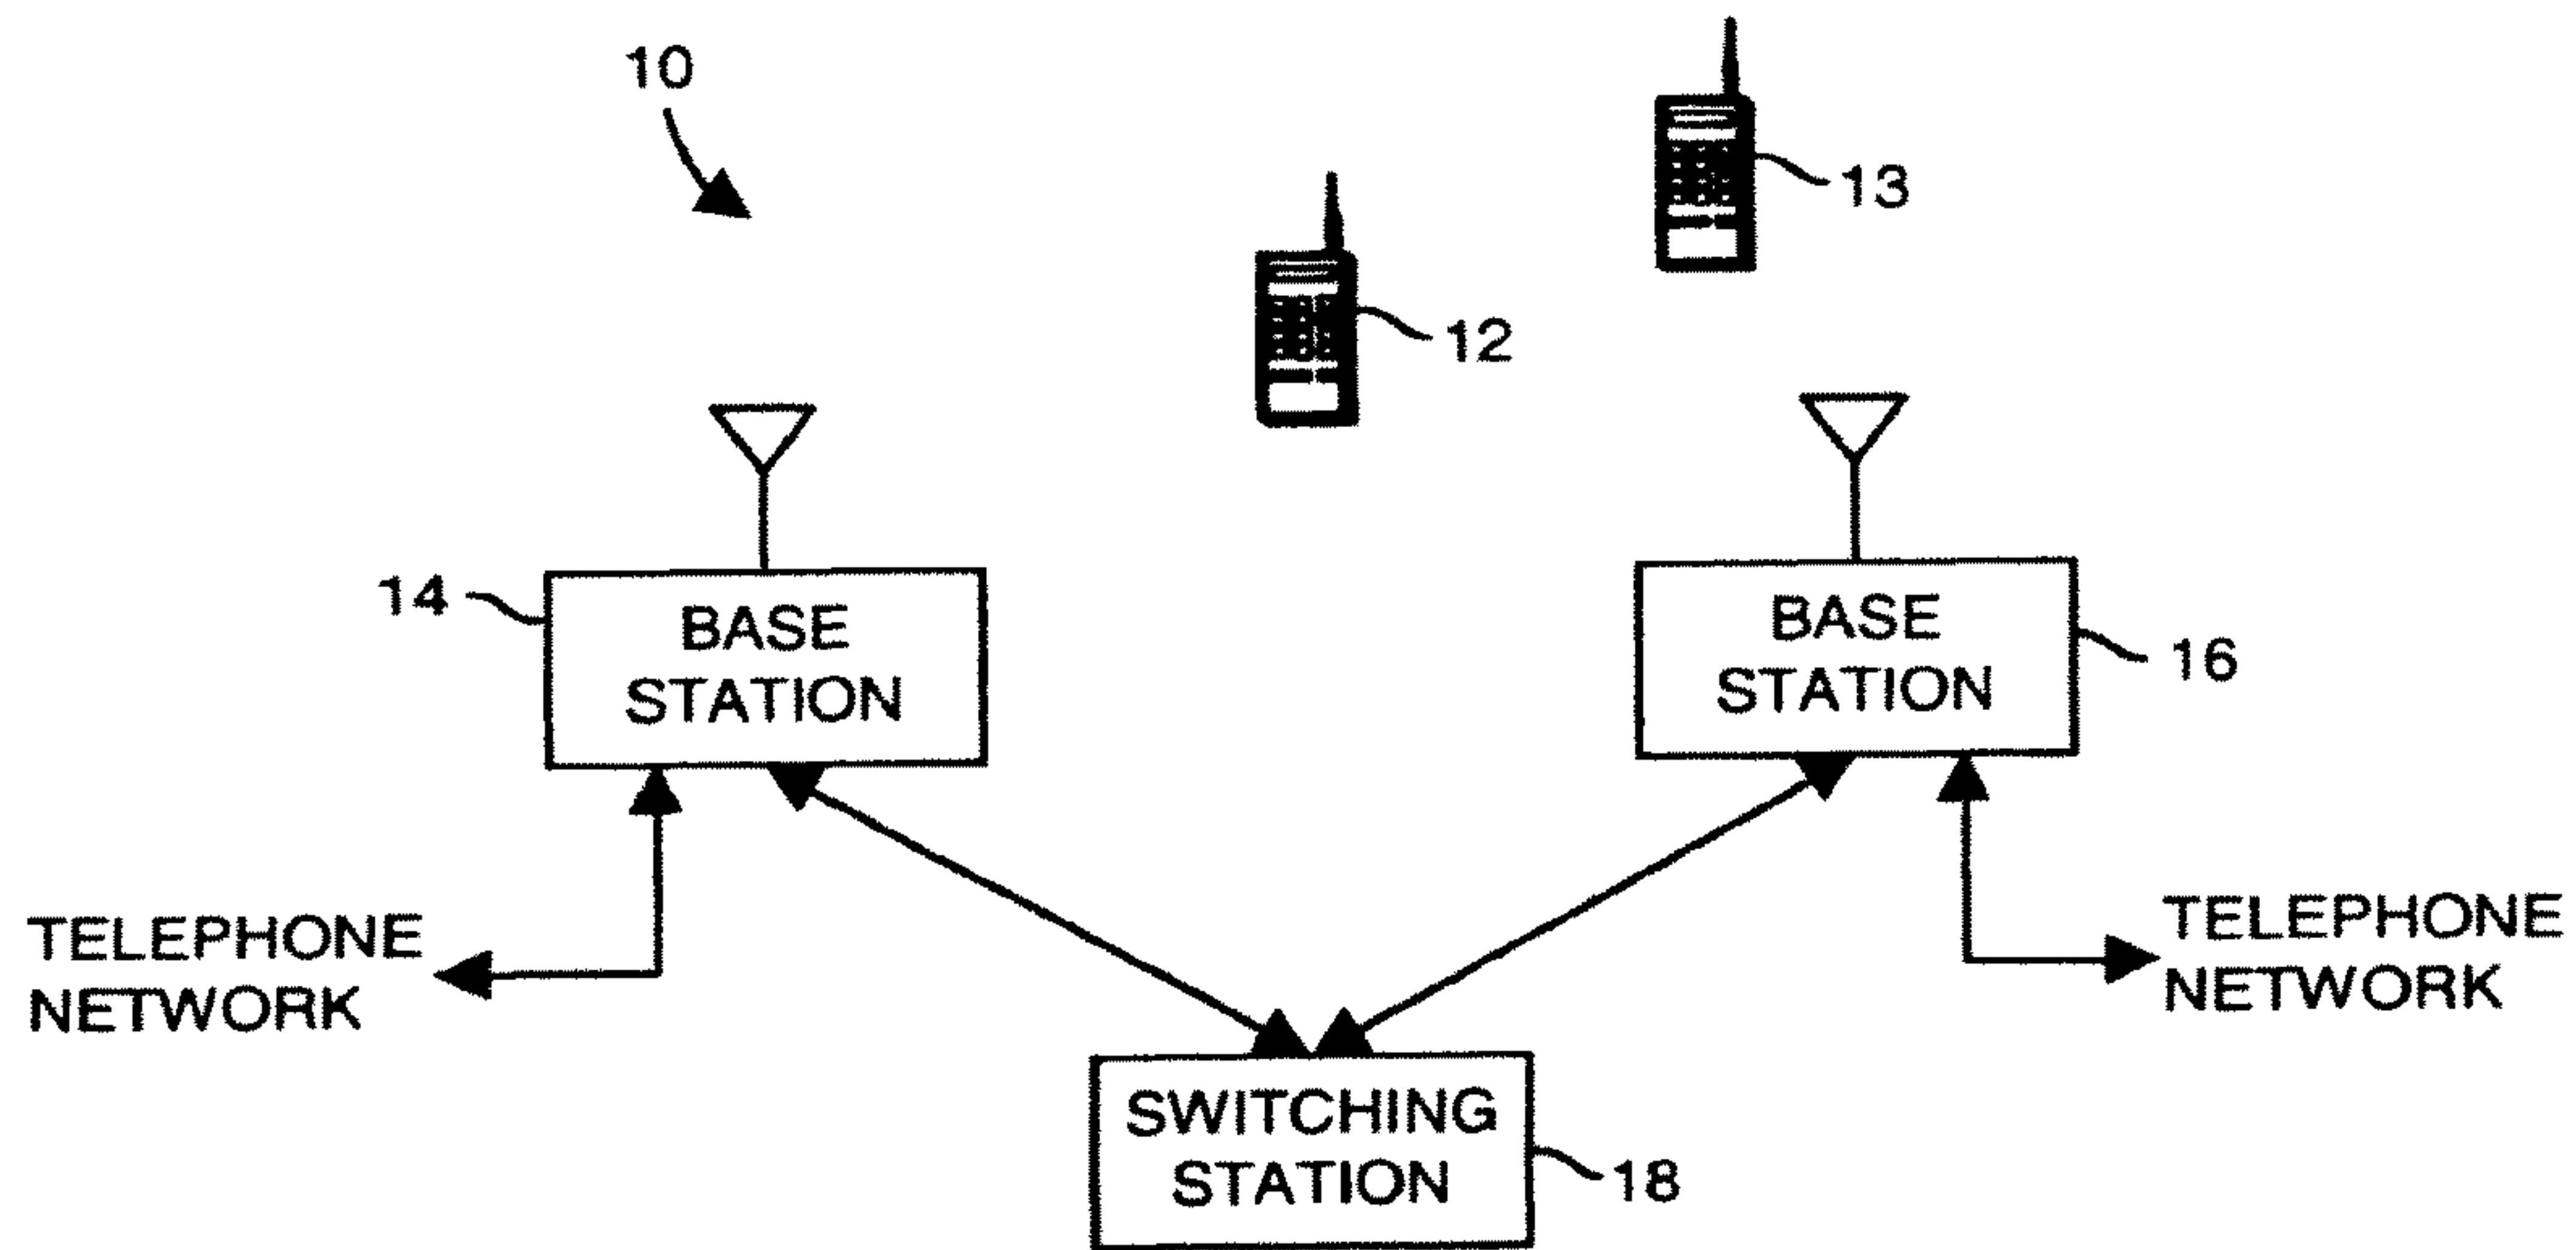 10
13
12
14
BASE
STATION
BASE
STATION
16
TELEPHONE
NETWORK
TELEPHONE
NETWORK
SWITCHING
STATION
18